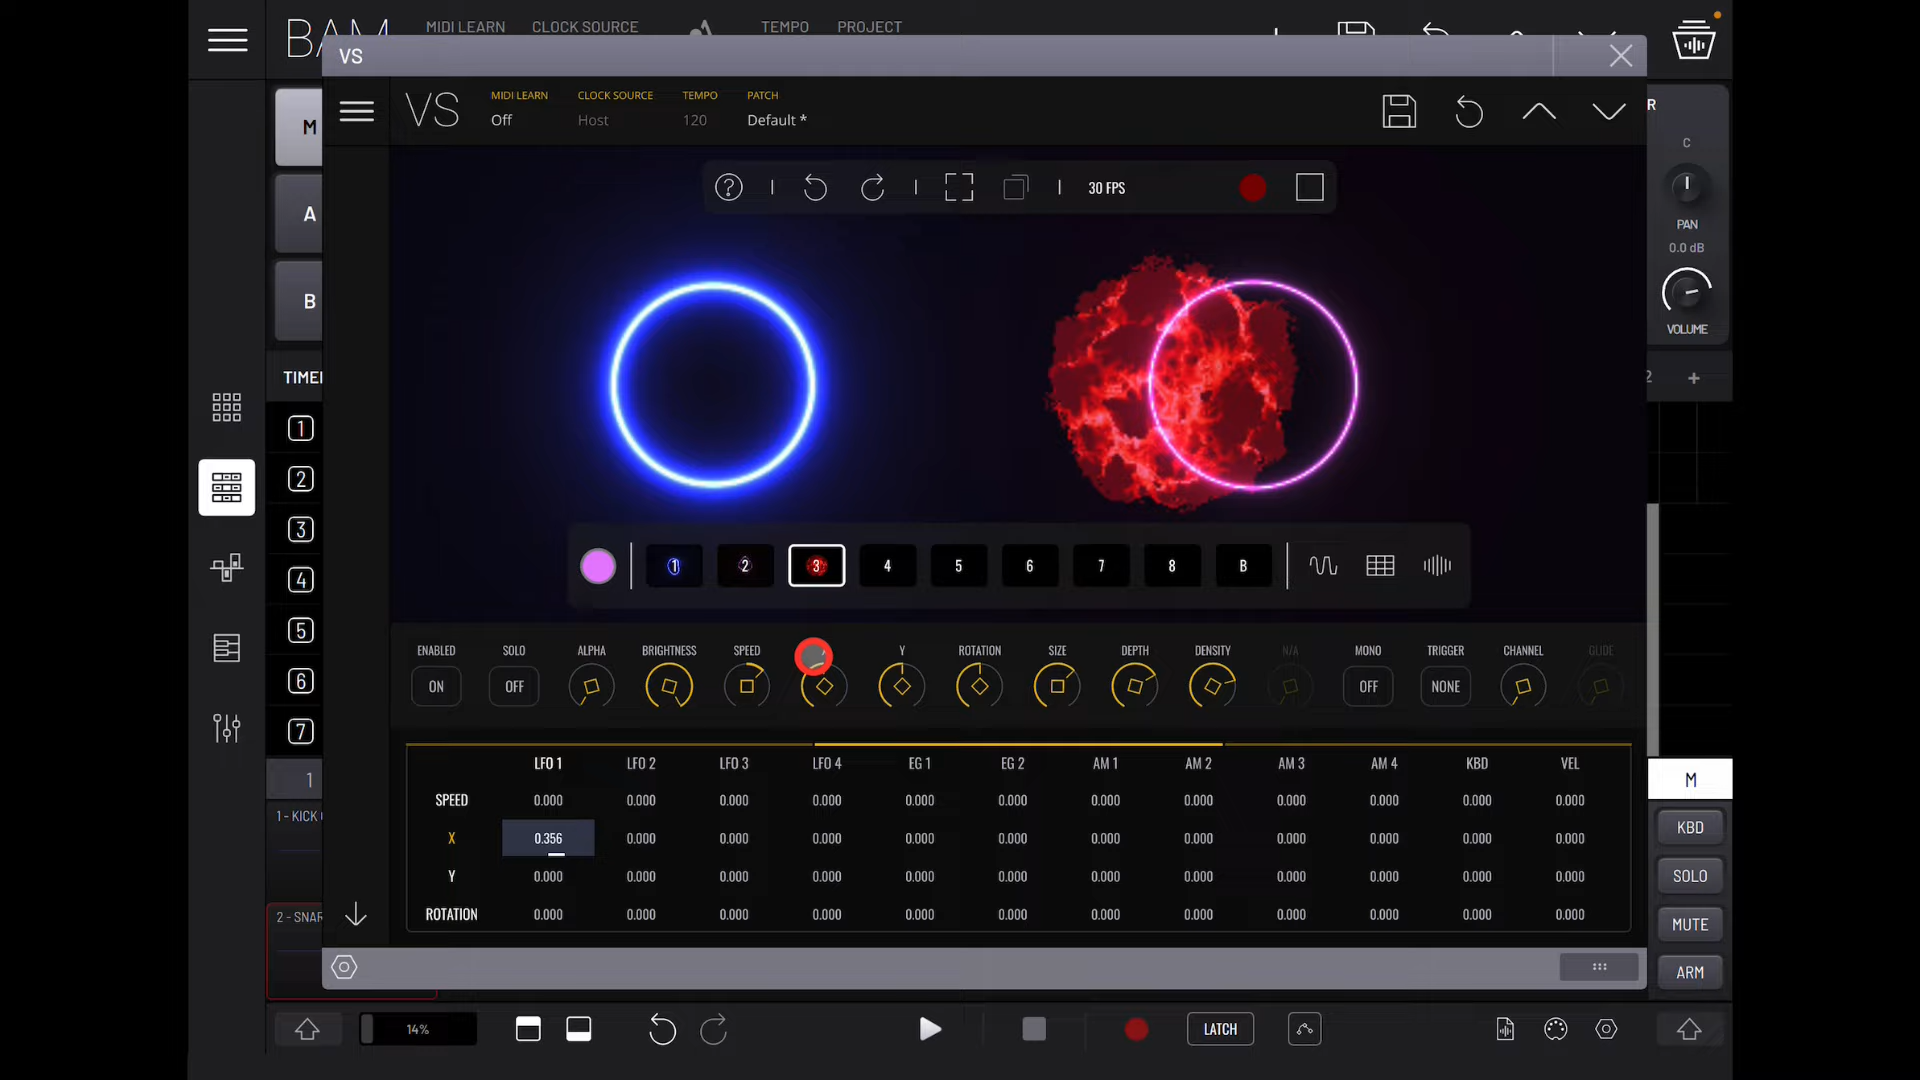 BAM MIDI LEARN CLOCK SOURCE TEMPO PROJECT
VS
VS MIDI LEARN CLOCK SOURCE TEMPO PATCH
Off Host 120 Default *
M
A
B
R
C
PAN
0.0 dB
VOLUME
30 FPS
1 2 3 4 5 6 7 8 B
ENABLED SOLO ALPHA BRIGHTNESS SPEED Y ROTATION SIZE DEPTH DENSITY N/A MONO TRIGGER CHANNEL GLIDE
ON OFF OFF NONE
LFO 1 LFO 2 LFO 3 LFO 4 EG 1 EG 2 AM 1 AM 2 AM 3 AM 4 KBD VEL
SPEED 0.000 0.000 0.000 0.000 0.000 0.000 0.000 0.000 0.000 0.000 0.000 0.000
X 0.356 0.000 0.000 0.000 0.000 0.000 0.000 0.000 0.000 0.000 0.000 0.000
Y 0.000 0.000 0.000 0.000 0.000 0.000 0.000 0.000 0.000 0.000 0.000 0.000
ROTATION 0.000 0.000 0.000 0.000 0.000 0.000 0.000 0.000 0.000 0.000 0.000 0.000
1
2
3
4
5
6
7
1
1 - KICK
2 - SNAR
2 +
M
KBD
SOLO
MUTE
ARM
14%
LATCH